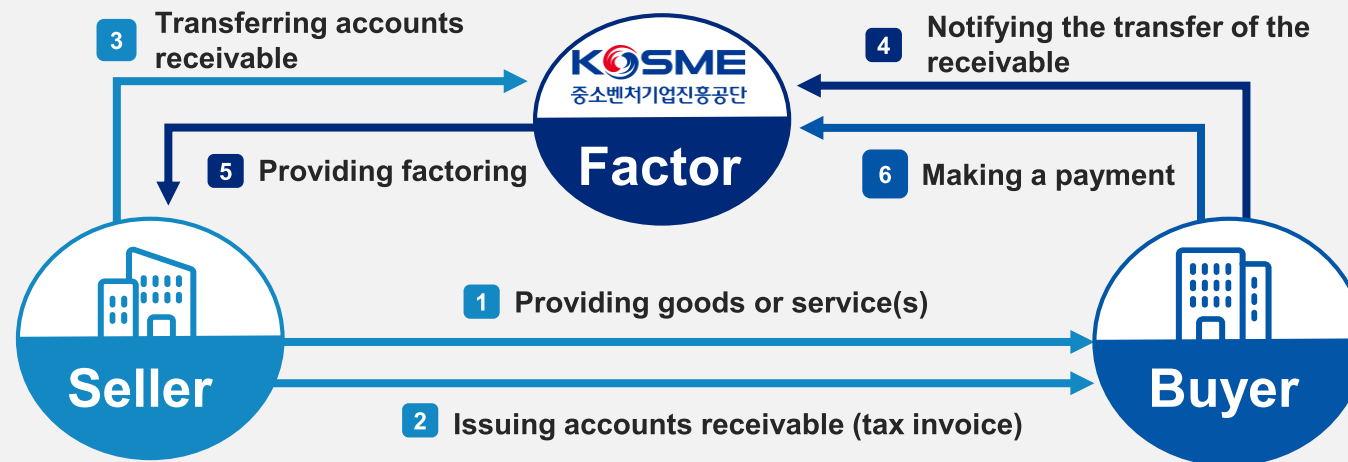 3
Transferring accounts
receivable
KOSME
중소벤처기업진흥공단
Factor
4
Notifying the transfer of the
receivable
5
Providing factoring
6
Making a payment
1
Providing goods or service(s)
Seller
Buyer
2
Issuing accounts receivable (tax invoice)